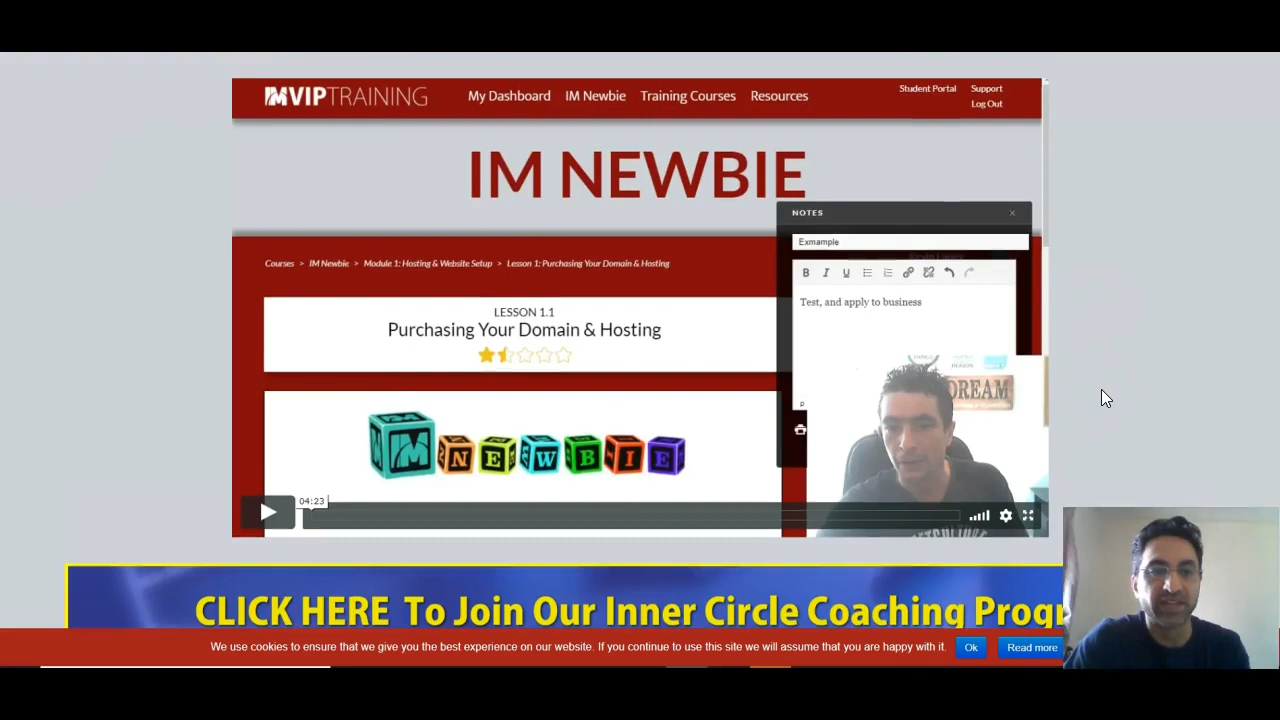 IMVIPTRAINING
My Dashboard IM Newbie Training Courses Resources
Student Portal Support
Log Out
IM NEWBIE
NOTES
Exmample
Courses > IM Newbie > Module 1: Hosting & Website Setup > Lesson 1: Purchasing Your Domain & Hosting
B I U
Test, and apply to business
LESSON 1.1
Purchasing Your Domain & Hosting
p
DREAM
IM NEWBIE
04:23
CLICK HERE To Join Our Inner Circle Coaching Progr
We use cookies to ensure that we give you the best experience on our website. If you continue to use this site we will assume that you are happy with it. Ok Read more